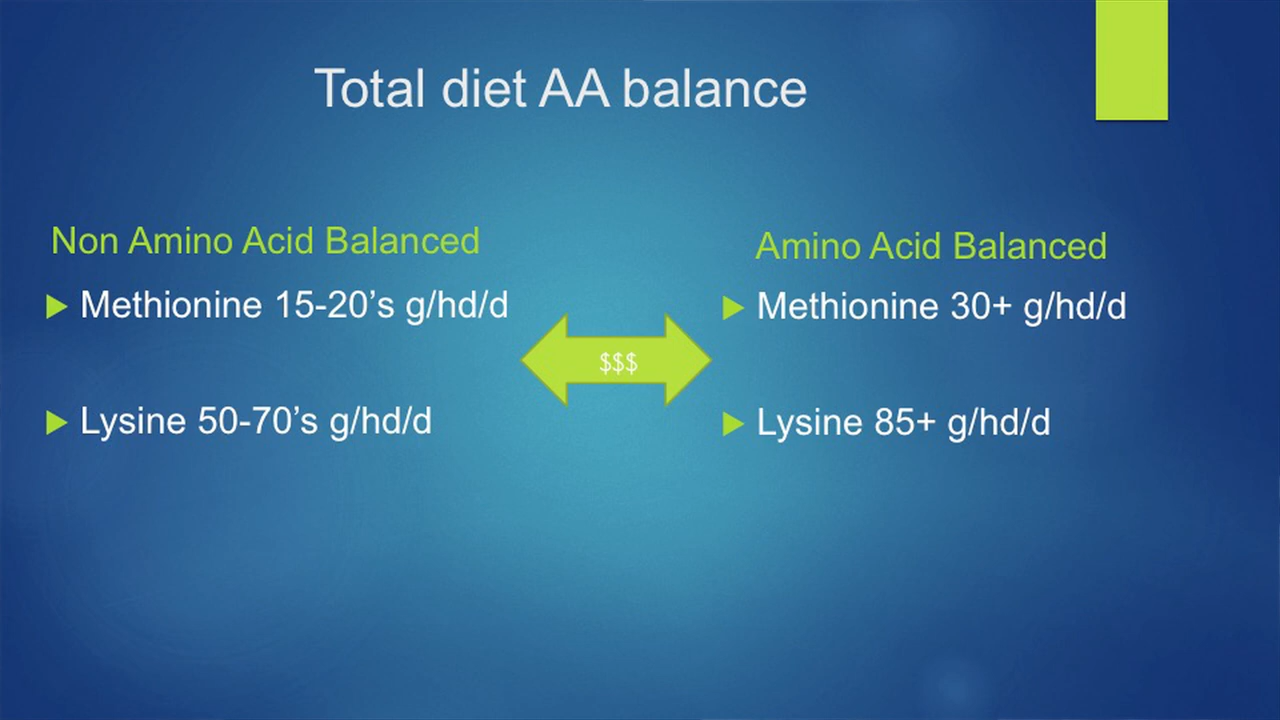 Total diet AA balance
Non Amino Acid Balanced
Methionine 15-20’s g/hd/d
Lysine 50-70’s g/hd/d
$$$
Amino Acid Balanced
Methionine 30+ g/hd/d
Lysine 85+ g/hd/d